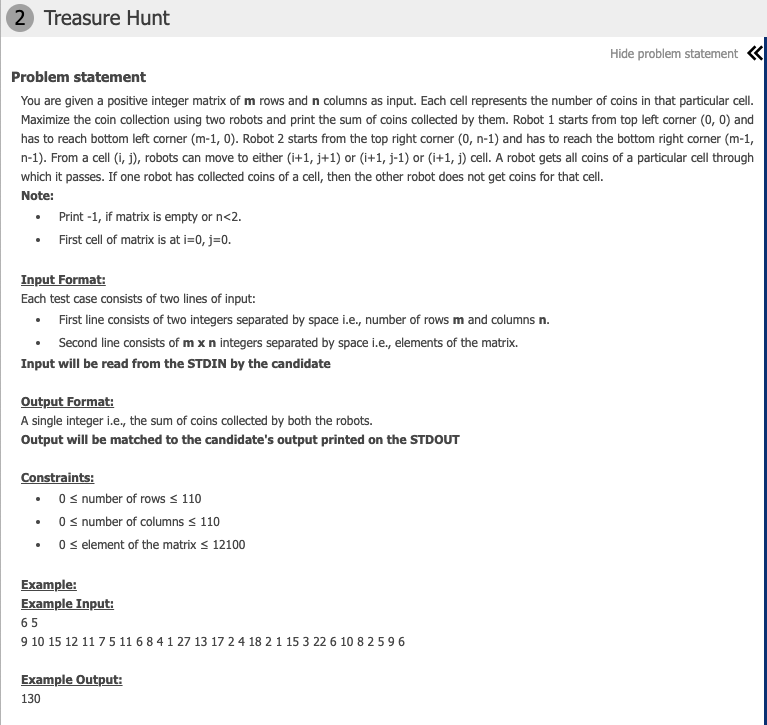 2 Treasure Hunt
Hide problem statement
Problem statement
You are given a positive integer matrix of m rows and n columns as input. Each cell represents the number of coins in that particular cell.
Maximize the coin collection using two robots and print the sum of coins collected by them. Robot 1 starts from top left corner (0, 0) and
has to reach bottom left corner (m-1, 0). Robot 2 starts from the top right corner (0, n-1) and has to reach the bottom right corner (m-1,
n-1). From a cell (i, j), robots can move to either (i+1, j+1) or (i+1, j-1) or (i+1, j) cell. A robot gets all coins of a particular cell through
which it passes. If one robot has collected coins of a cell, then the other robot does not get coins for that cell.
Note:
• Print -1, if matrix is empty or n<2.
• First cell of matrix is at i=0, j=0.
Input Format:
Each test case consists of two lines of input:
• First line consists of two integers separated by space i.e., number of rows m and columns n.
• Second line consists of m x n integers separated by space i.e., elements of the matrix.
Input will be read from the STDIN by the candidate
Output Format:
A single integer i.e., the sum of coins collected by both the robots.
Output will be matched to the candidate's output printed on the STDOUT
Constraints:
• 0 ≤ number of rows ≤ 110
• 0 ≤ number of columns ≤ 110
• 0 ≤ element of the matrix ≤ 12100
Example:
Example Input:
6 5
9 10 15 12 11 7 5 11 6 8 4 1 27 13 17 2 4 18 2 1 15 3 22 6 10 8 2 5 9 6
Example Output:
130